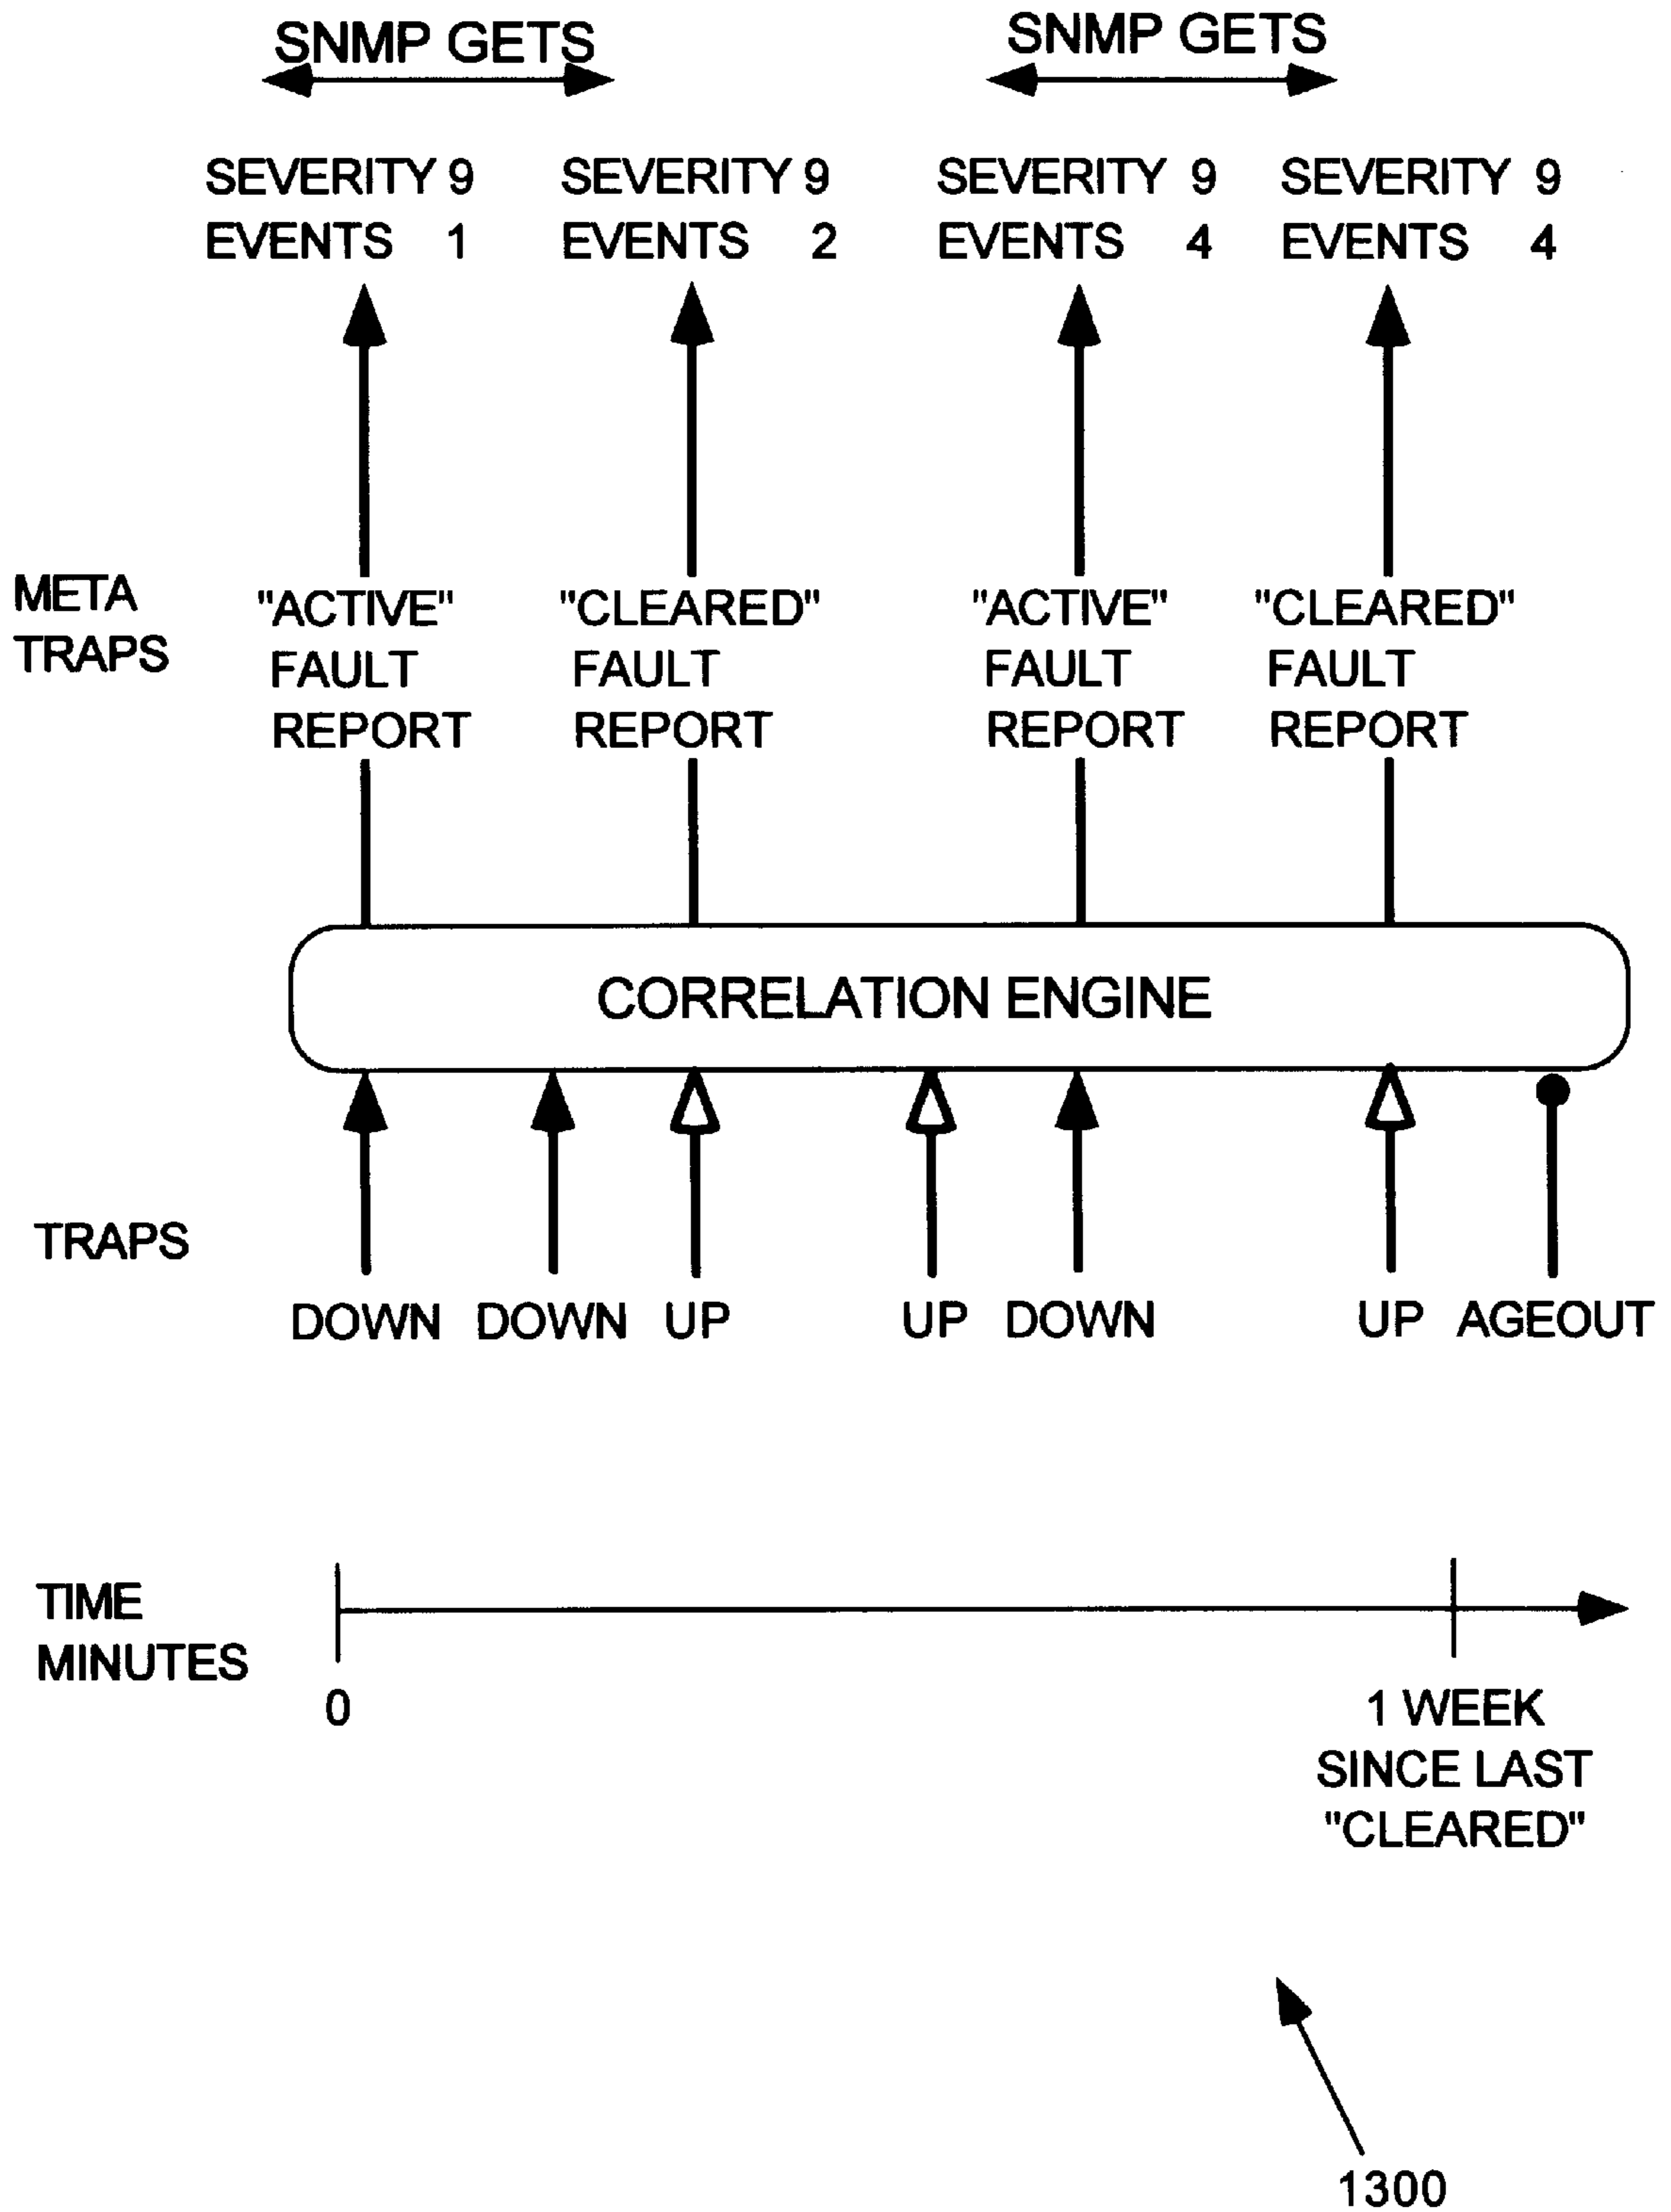 SNMP GETS SNMP GETS
SEVERITY 9 SEVERITY 9 SEVERITY 9 SEVERITY 9
EVENTS 1 EVENTS 2 EVENTS 4 EVENTS 4
META "ACTIVE" "CLEARED" "ACTIVE" "CLEARED"
TRAPS FAULT FAULT FAULT FAULT
REPORT REPORT REPORT REPORT
CORRELATION ENGINE
TRAPS
DOWN DOWN UP UP DOWN UP AGEOUT
TIME
MINUTES
0 1 WEEK
SINCE LAST
"CLEARED"
1300